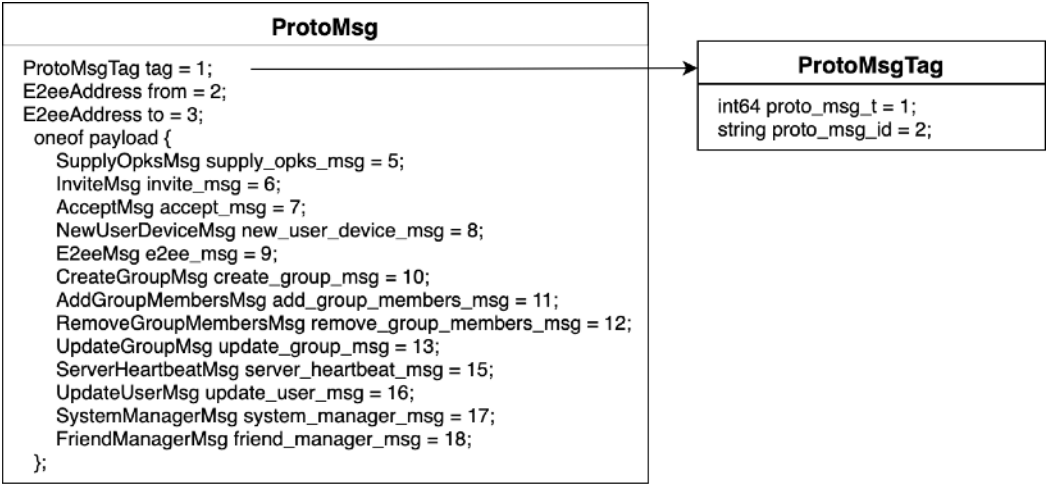 ProtoMsg
ProtoMsgTag tag = 1;
E2eeAddress from = 2;
E2eeAddress to = 3;
oneof payload {
SupplyOpksMsg supply_opks_msg = 5;
InviteMsg invite_msg = 6;
AcceptMsg accept_msg = 7;
NewUserDeviceMsg new_user_device_msg = 8;
E2eeMsg e2ee_msg = 9;
CreateGroupMsg create_group_msg = 10;
AddGroupMembersMsg add_group_members_msg = 11;
RemoveGroupMembersMsg remove_group_members_msg = 12;
UpdateGroupMsg update_group_msg = 13;
ServerHeartbeatMsg server_heartbeat_msg = 15;
UpdateUserMsg update_user_msg = 16;
SystemManagerMsg system_manager_msg = 17;
FriendManagerMsg friend_manager_msg = 18;
};
ProtoMsgTag
int64 proto_msg_t = 1;
string proto_msg_id = 2;